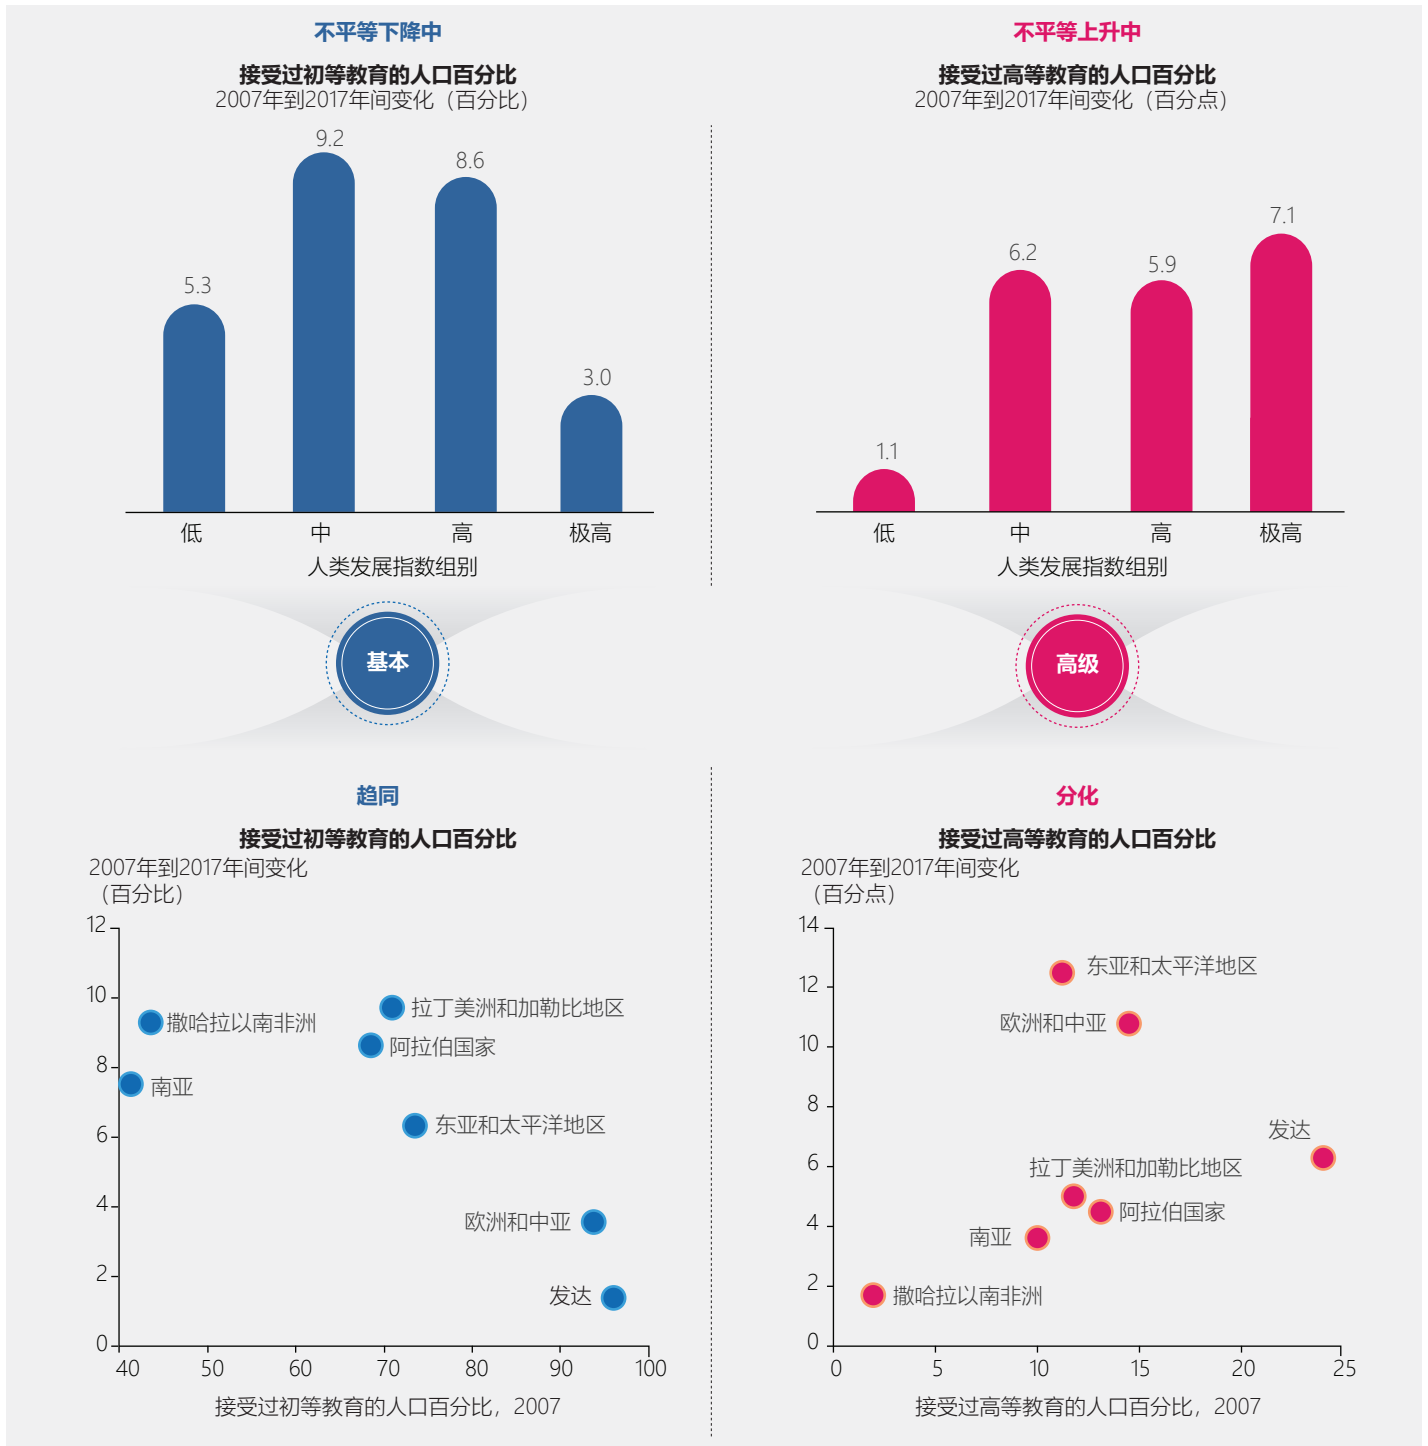 不平等下降中
接受过初等教育的人口百分比
2007年到2017年间变化（百分比）
9.2
8.6
5.3
3.0
低
中
高
极高
人类发展指数组别
基本
不平等上升中
接受过高等教育的人口百分比
2007年到2017年间变化（百分点）
7.1
6.2
5.9
1.1
低
中
高
极高
人类发展指数组别
高级
趋同
接受过初等教育的人口百分比
2007年到2017年间变化
（百分比）
12
10
8
6
4
2
0
拉丁美洲和加勒比地区
撒哈拉以南非洲
阿拉伯国家
南亚
东亚和太平洋地区
欧洲和中亚
发达
40
50
60
70
80
90
100
接受过初等教育的人口百分比，2007
分化
接受过高等教育的人口百分比
2007年到2017年间变化
（百分点）
14
12
10
8
6
4
2
0
东亚和太平洋地区
欧洲和中亚
发达
拉丁美洲和加勒比地区
阿拉伯国家
南亚
撒哈拉以南非洲
0
5
10
15
20
25
接受过高等教育的人口百分比，2007